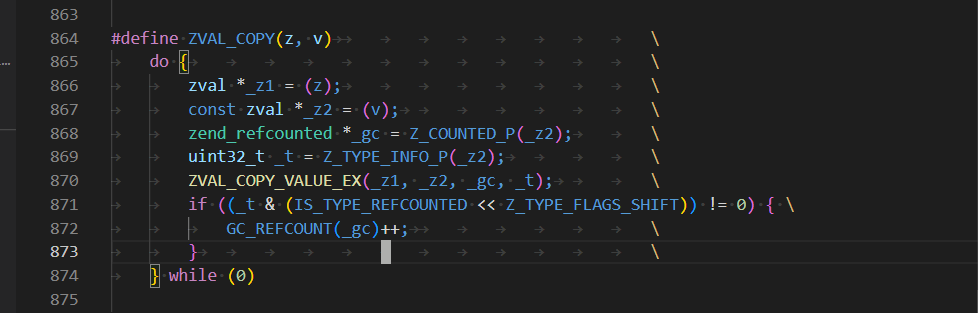 863
864 #define ZVAL_COPY(z, v) \
865 do { \
866 zval *_z1 = (z); \
867 const zval *_z2 = (v); \
868 zend_refcounted *_gc = Z_COUNTED_P(_z2); \
869 uint32_t _t = Z_TYPE_INFO_P(_z2); \
870 ZVAL_COPY_VALUE_EX(_z1, _z2, _gc, _t); \
871 if ((_t & (IS_TYPE_REFCOUNTED << Z_TYPE_FLAGS_SHIFT)) != 0) { \
872 GC_REFCOUNT(_gc)++; \
873 } \
874 } while (0)
875